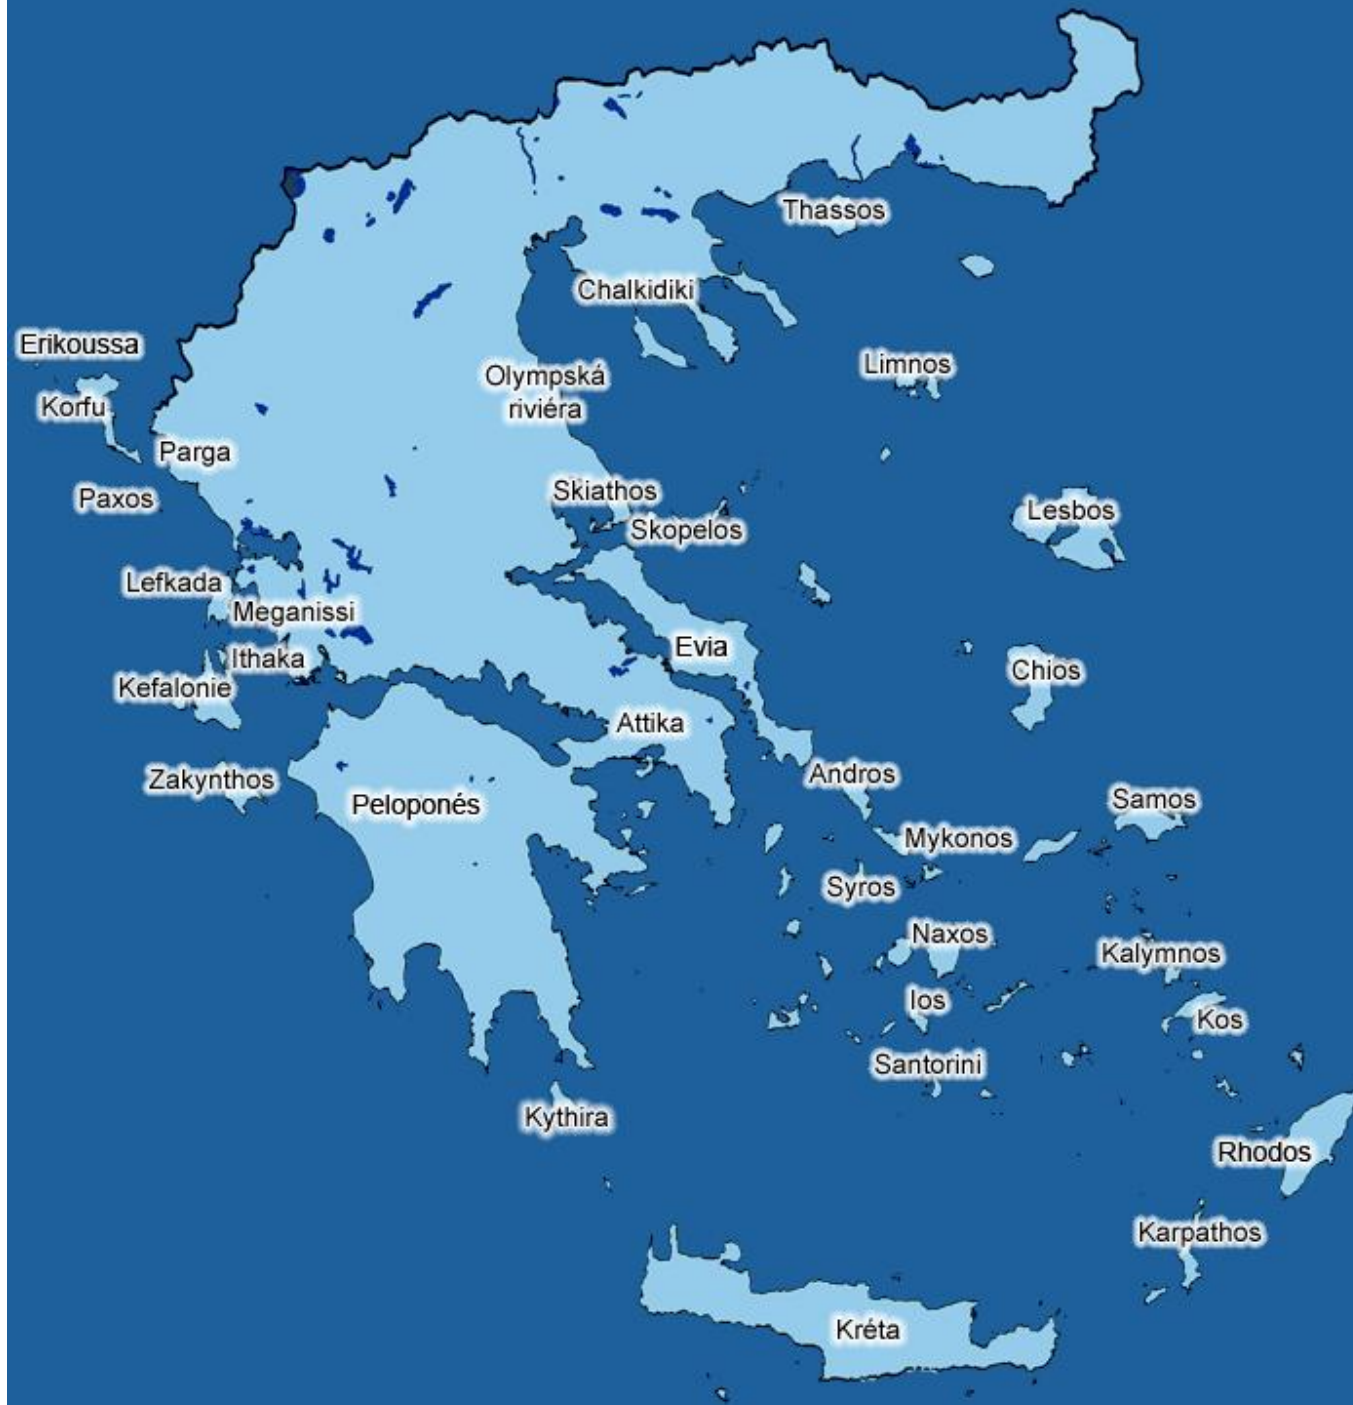 Thassos
Chalkidiki
Erikoussa
Limnos
Olympská
riviéra
Korfu
Parga
Skiathos
Paxos
Lesbos
Skopelos
Lefkada
Meganissi
Evia
Ithaka
Chios
Kefalonie
Attika
Andros
Zakynthos
Samos
Peloponés
Mykonos
Syros
Naxos
Kalymnos
Ios
Kos
Santorini
Kythira
Rhodos
Karpathos
Kréta